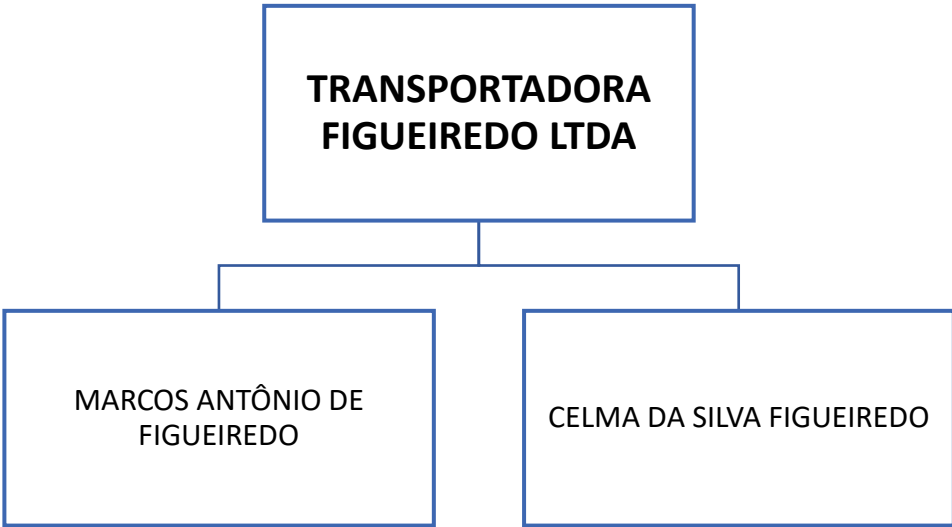 TRANSPORTADORA
FIGUEIREDO LTDA
MARCOS ANTÔNIO DE
FIGUEIREDO
CELMA DA SILVA FIGUEIREDO